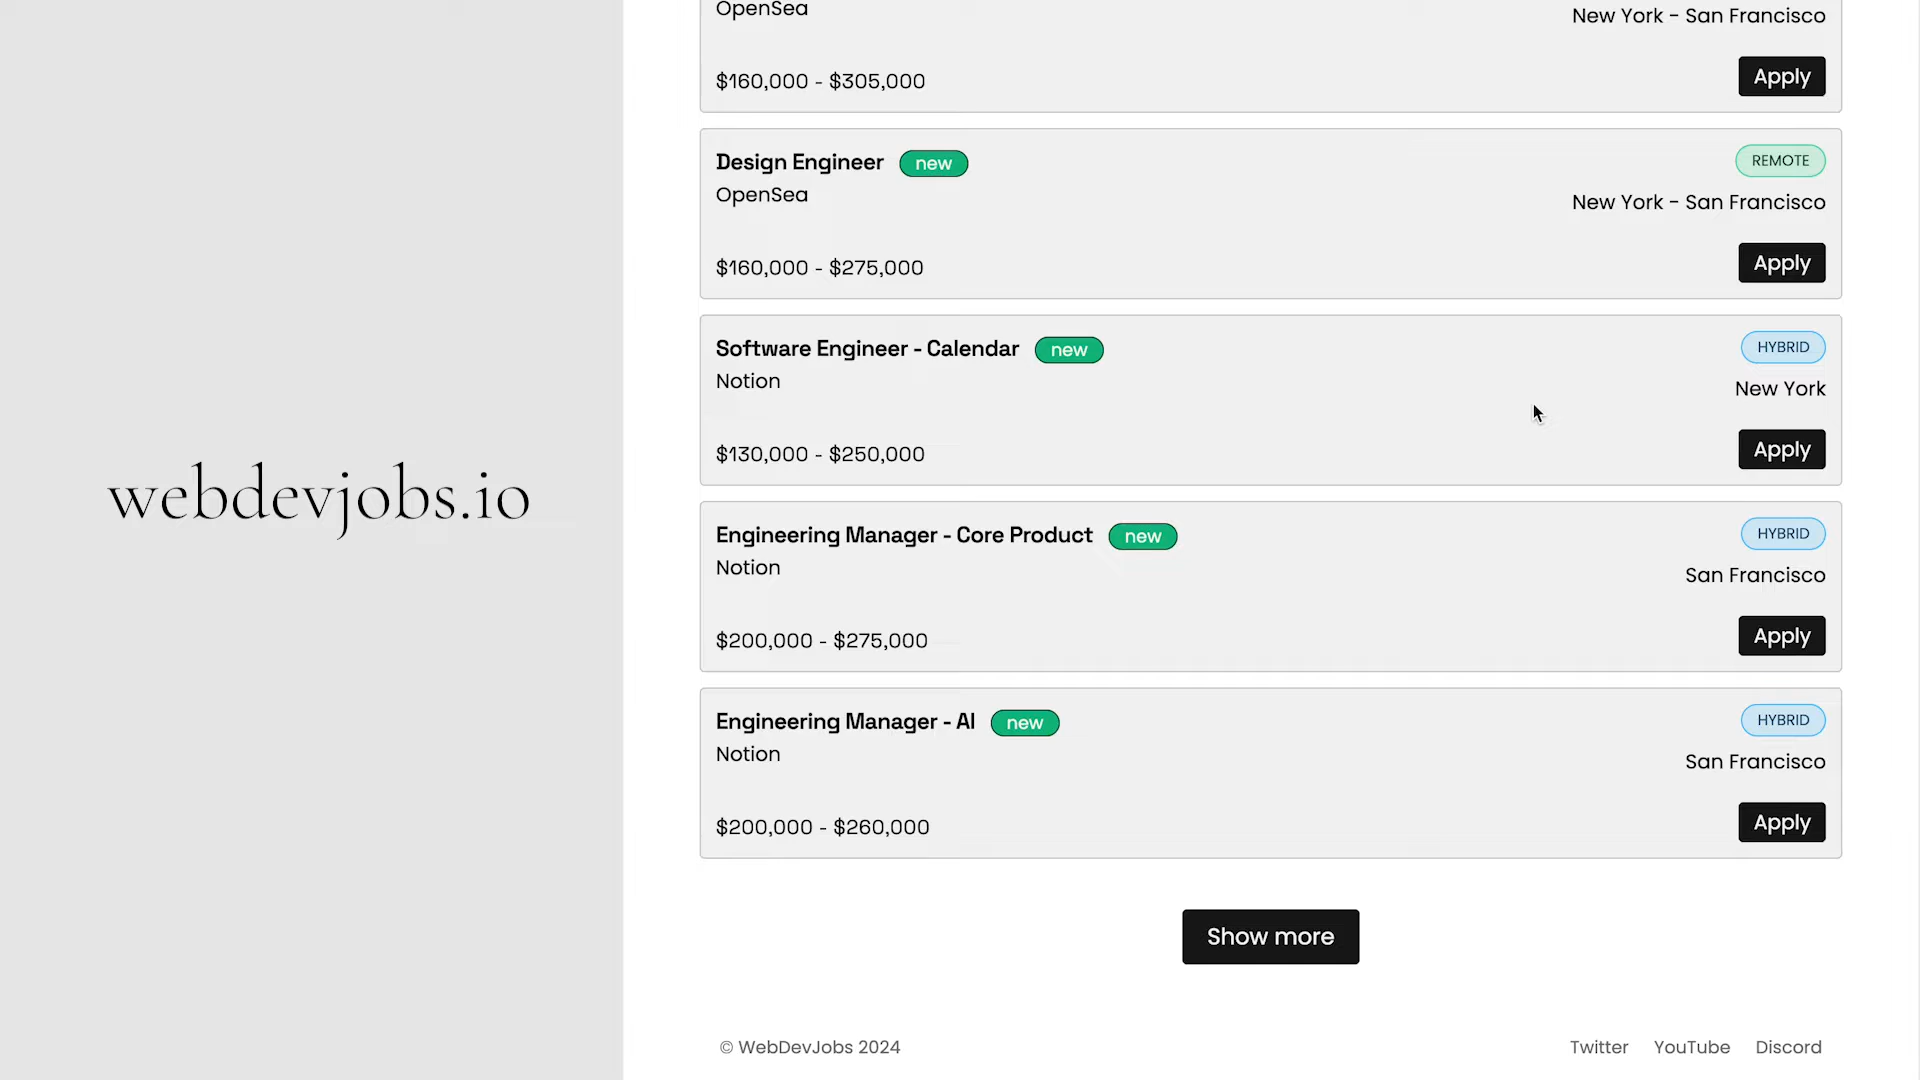 OpenSea
New York - San Francisco
$160,000 - $305,000
Apply
Design Engineer new
REMOTE
OpenSea
New York - San Francisco
$160,000 - $275,000
Apply
Software Engineer - Calendar new
HYBRID
Notion
New York
$130,000 - $250,000
Apply
webdevjobs.io
Engineering Manager - Core Product new
HYBRID
Notion
San Francisco
$200,000 - $275,000
Apply
Engineering Manager - AI new
HYBRID
Notion
San Francisco
$200,000 - $260,000
Apply
Show more
© WebDevJobs 2024
Twitter YouTube Discord